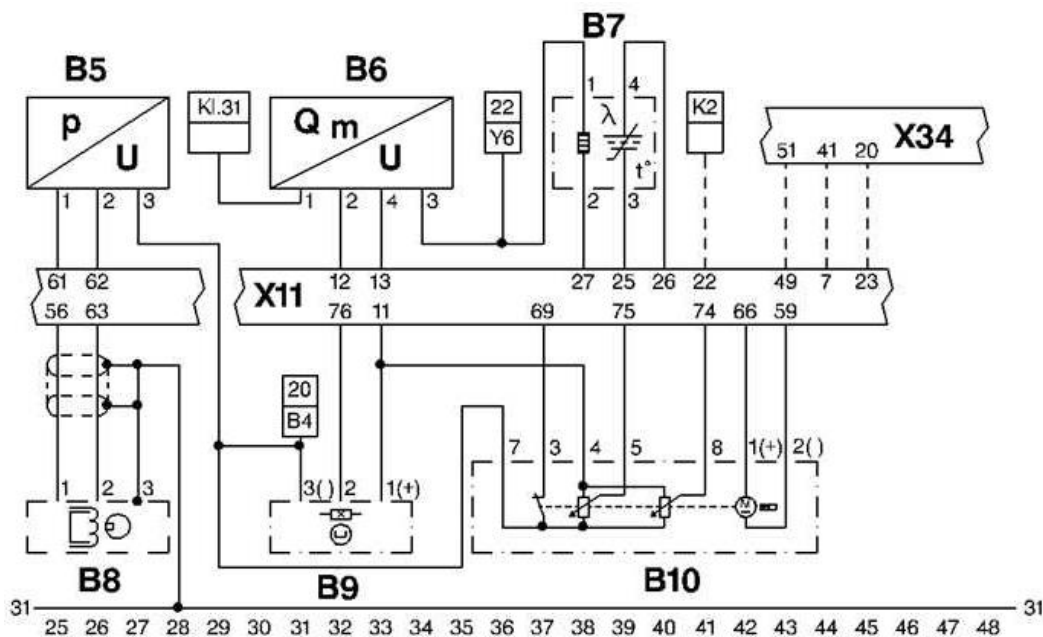 B7
B5 B6
Kl.31 22 1 4 K2
p Q m Y6 λ X34
U U t° 51 41 20
1 2 3 1 2 4 3 2 3
61 62 12 13 27 25 26 22 49 7 23
X11
56 63 76 11 69 75 74 66 59
20
B4
7 3 4 5 8 1(+) 2( )
1 2 3 3( ) 2 1(+)
M
B8 B9 B10
31 31
25 26 27 28 29 30 31 32 33 34 35 36 37 38 39 40 41 42 43 44 45 46 47 48